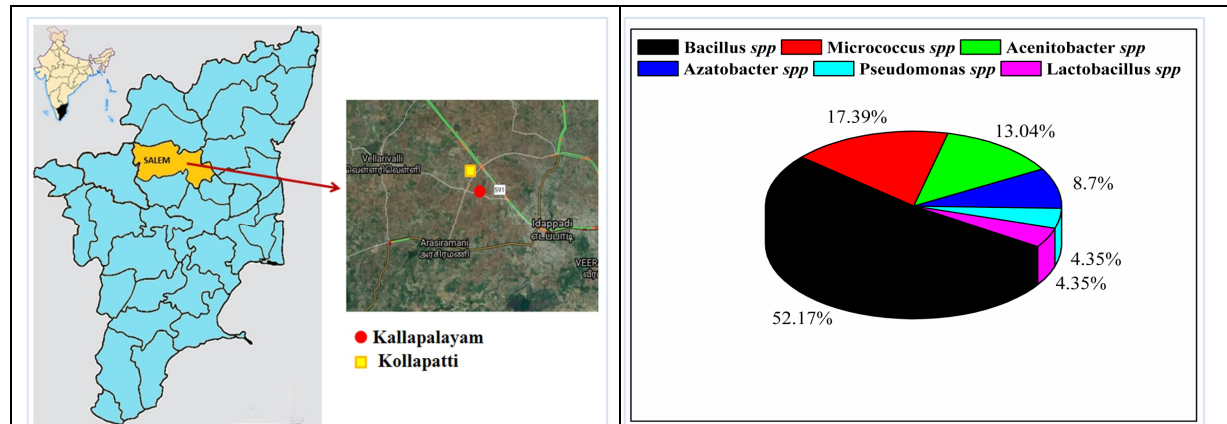 SALEM
Vellarivalli
வெள்ளரிவெள்ளி
591
Idappadi
எடப்பாடி
Arasiramani
அரசிரமணி
VEER
வீர
Kallapalayam
Kollapatti
Bacillus spp Micrococcus spp Acenitobacter spp
Azatobacter spp Pseudomonas spp Lactobacillus spp
17.39%
13.04%
8.7%
4.35%
4.35%
52.17%